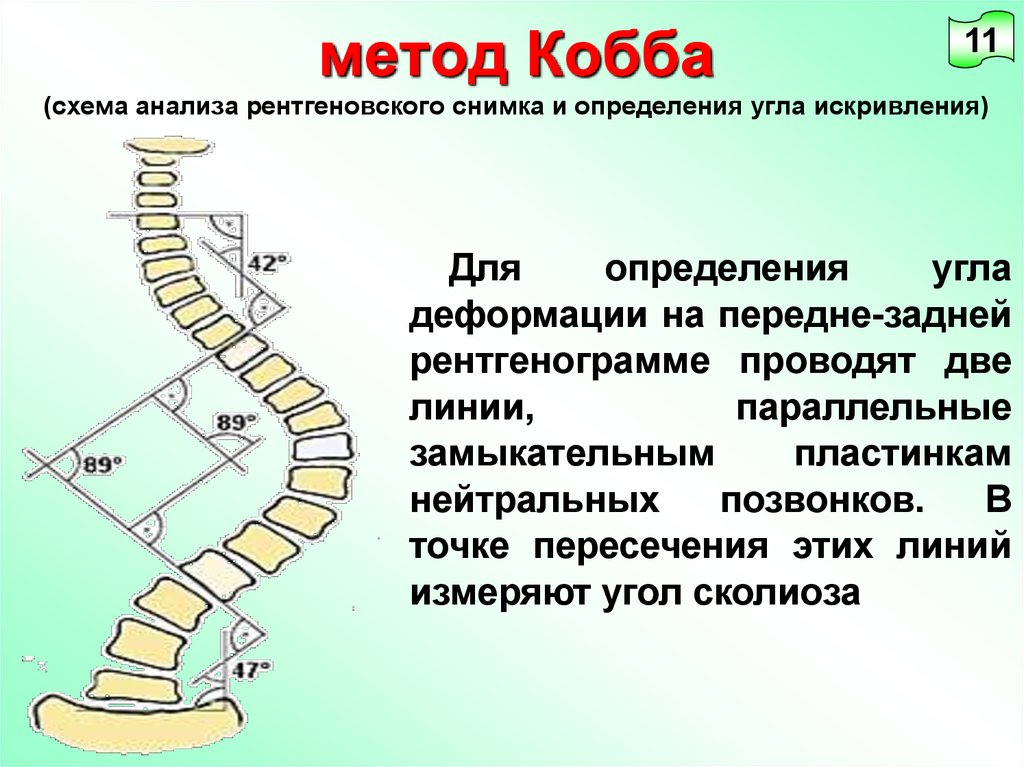 метод Кобба
11
(схема анализа рентгеновского снимка и определения угла искривления)
42°
89°
89°
47°
Для определения угла
деформации на передне-задней
рентгенограмме проводят две
линии, параллельные
замыкательным пластинкам
нейтральных позвонков. В
точке пересечения этих линий
измеряют угол сколиоза